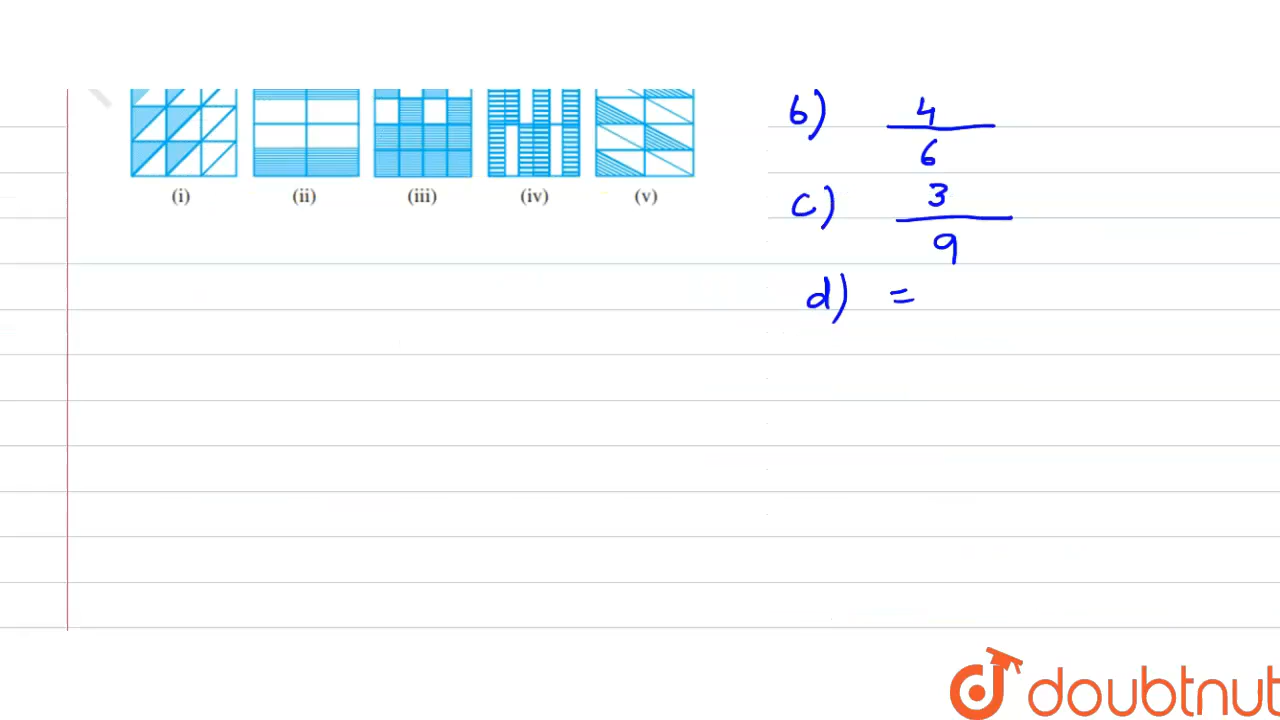 (i) (ii) (iii) (iv) (v)
b) 4/6
c) 3/9
d) =
doubtnut